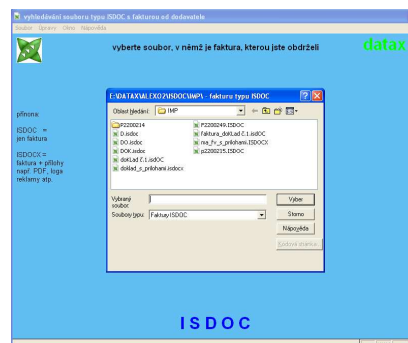 vyhledávání souboru typu ISDOC s fakturou od dodavatele
Soubor Úpravy Okno Nápověda
vyberte soubor, v němž je faktura, kterou jste obdrželi
datax
přípona:
ISDOC =
jen faktura
ISDOCX =
faktura + přílohy
např. PDF, loga
reklamy atp.
E:\DATAX\ALEXO2\ISDOC\IMP\ - fakturu typu ISDOC
Oblast hledání: IMP
P2200214
D.isdoc
DO.isdoc
DOK.isdoc
doKLad č.1.isdoC
doklad_s_prilohami.isdocx
P2200249.ISDOC
faktura_doKLad č.1.isdOC
ma_fv_s_prilohami.ISDOCX
p2200215.ISDOC
Vybraný soubor:
Vyber
Soubory typu: Faktury ISDOC
Storno
Nápověda
Kódová stránka
ISDOC